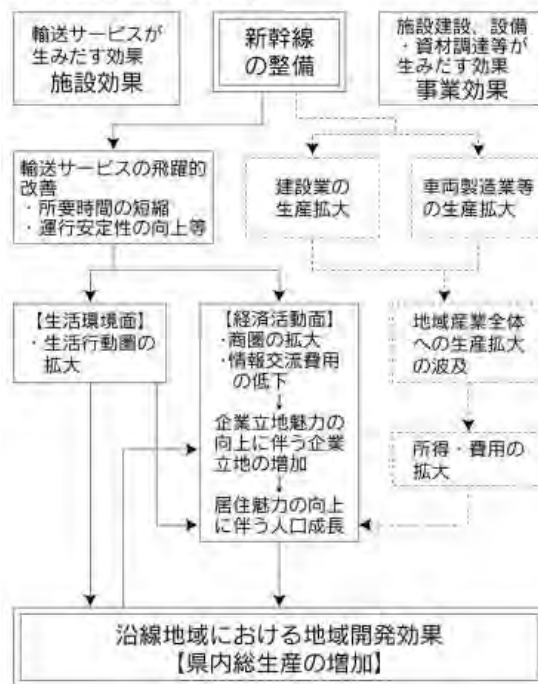 輸送サービスが
生みだす効果
施設効果
新幹線
の整備
施設建設、設備
・資材調達等が
生みだす効果
事業効果
輸送サービスの飛躍的
改善
・所要時間の短縮
・運行安定性の向上等
建設業の
生産拡大
車両製造業等
の生産拡大
【生活環境面】
・生活行動圏の
拡大
【経済活動面】
・商圏の拡大
・情報交流費用
の低下
企業立地魅力の
向上に伴う企業
立地の増加
居住魅力の向上
に伴う人口成長
地域産業全体
への生産拡大
の波及
所得・費用の
拡大
沿線地域における地域開発効果
【県内総生産の増加】